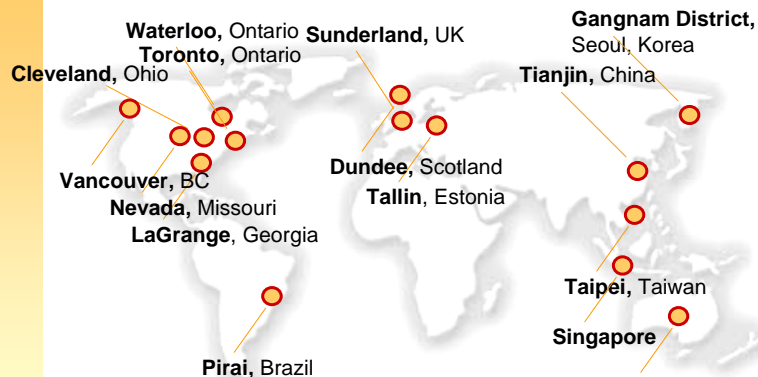 Waterloo, Ontario
Toronto, Ontario
Cleveland, Ohio
Sunderland, UK
Gangnam District,
Seoul, Korea
Tianjin, China
Vancouver, BC
Nevada, Missouri
LaGrange, Georgia
Dundee, Scotland
Tallin, Estonia
Taipei, Taiwan
Singapore
Pirai, Brazil